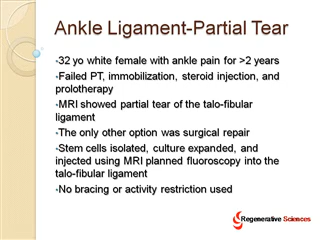 Ankle Ligament-Partial Tear
•32 yo white female with ankle pain for >2 years
•Failed PT, immobilization, steroid injection, and
prolotherapy
•MRI showed partial tear of the talo-fibular
ligament
•The only other option was surgical repair
•Stem cells isolated, culture expanded, and
injected using MRI planned fluoroscopy into the
talo-fibular ligament
•No bracing or activity restriction used
Regenerative Sciences